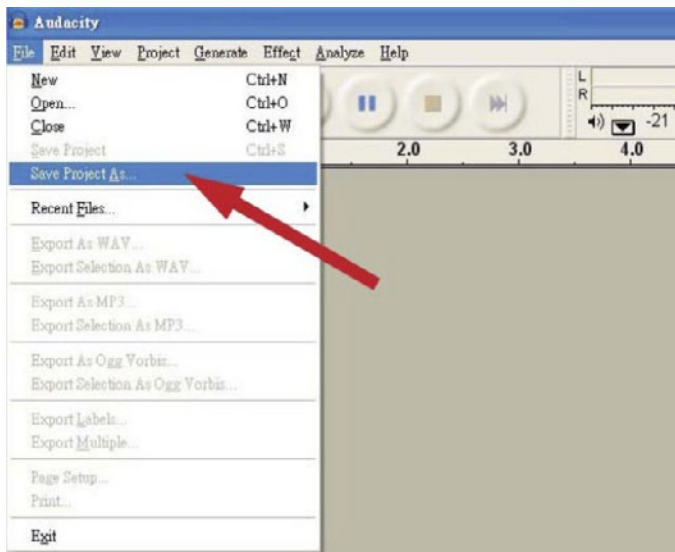 Audacity
File Edit View Project Generate Effect Analyze Help
New Ctrl+N
Open... Ctrl+O
Close Ctrl+W
Save Project Ctrl+S
Save Project As...
Recent Files...
Export As WAV...
Export Selection As WAV...
Export As MP3...
Export Selection As MP3...
Export As Ogg Vorbis...
Export Selection As Ogg Vorbis...
Export Labels...
Export Multiple...
Page Setup...
Print...
Exit
L
R
-21
2.0 3.0 4.0